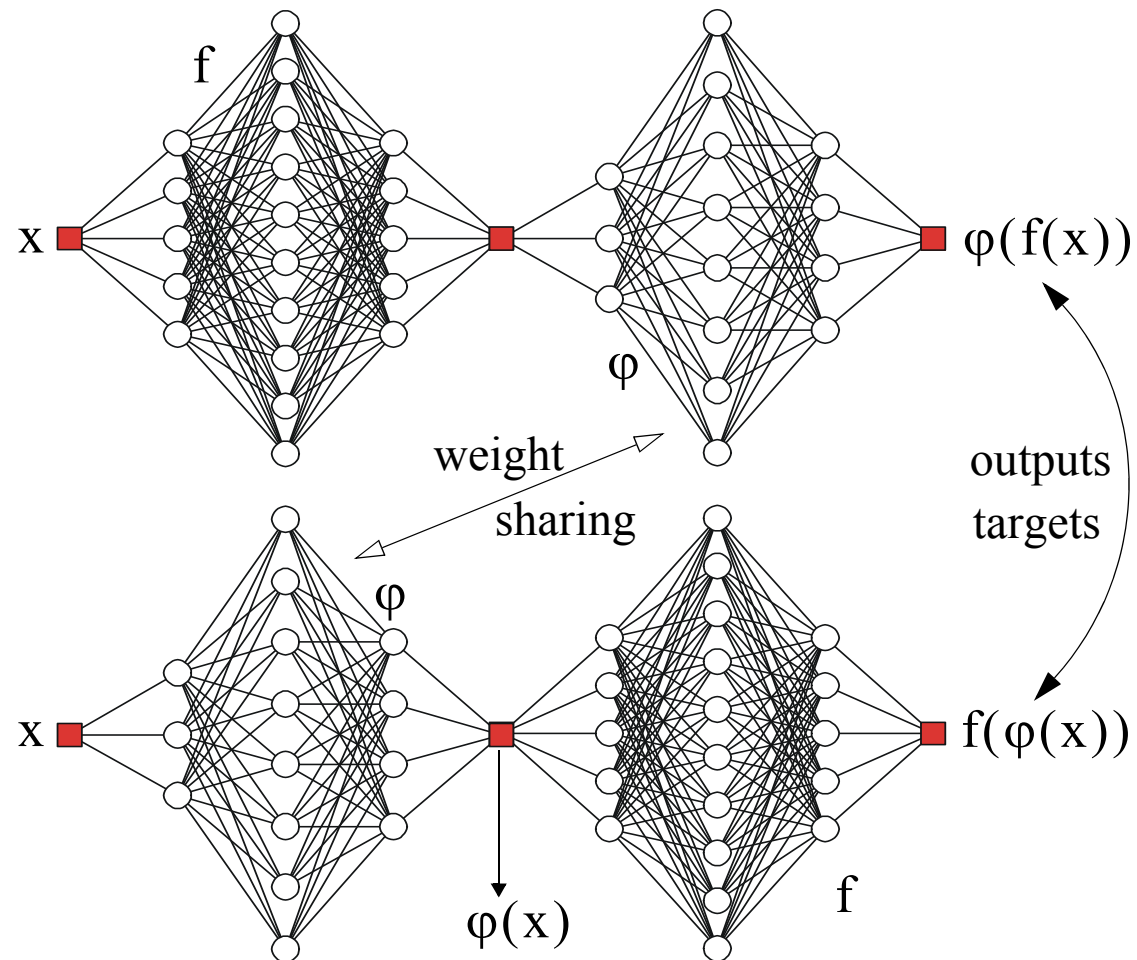 f
x
φ(f(x))
φ
weight
sharing
outputs
targets
φ
x
f(φ(x))
f
φ(x)